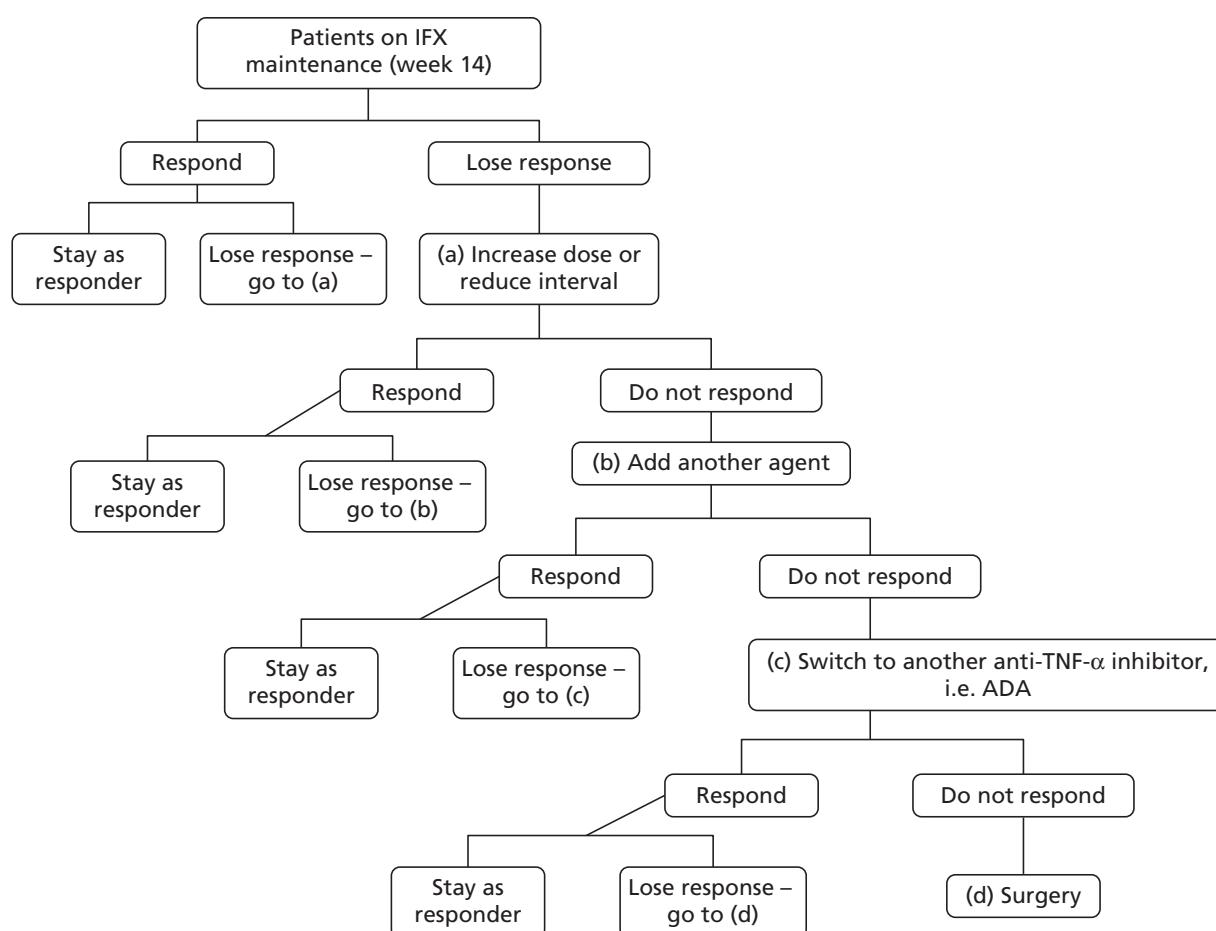 Patients on IFX
maintenance (week 14)
Respond
Lose response
Stay as
responder
Lose response –
go to (a)
(a) Increase dose or
reduce interval
Respond
Do not respond
Stay as
responder
Lose response –
go to (b)
(b) Add another agent
Respond
Do not respond
Stay as
responder
Lose response –
go to (c)
(c) Switch to another anti-TNF-α inhibitor,
i.e. ADA
Respond
Do not respond
Stay as
responder
Lose response –
go to (d)
(d) Surgery